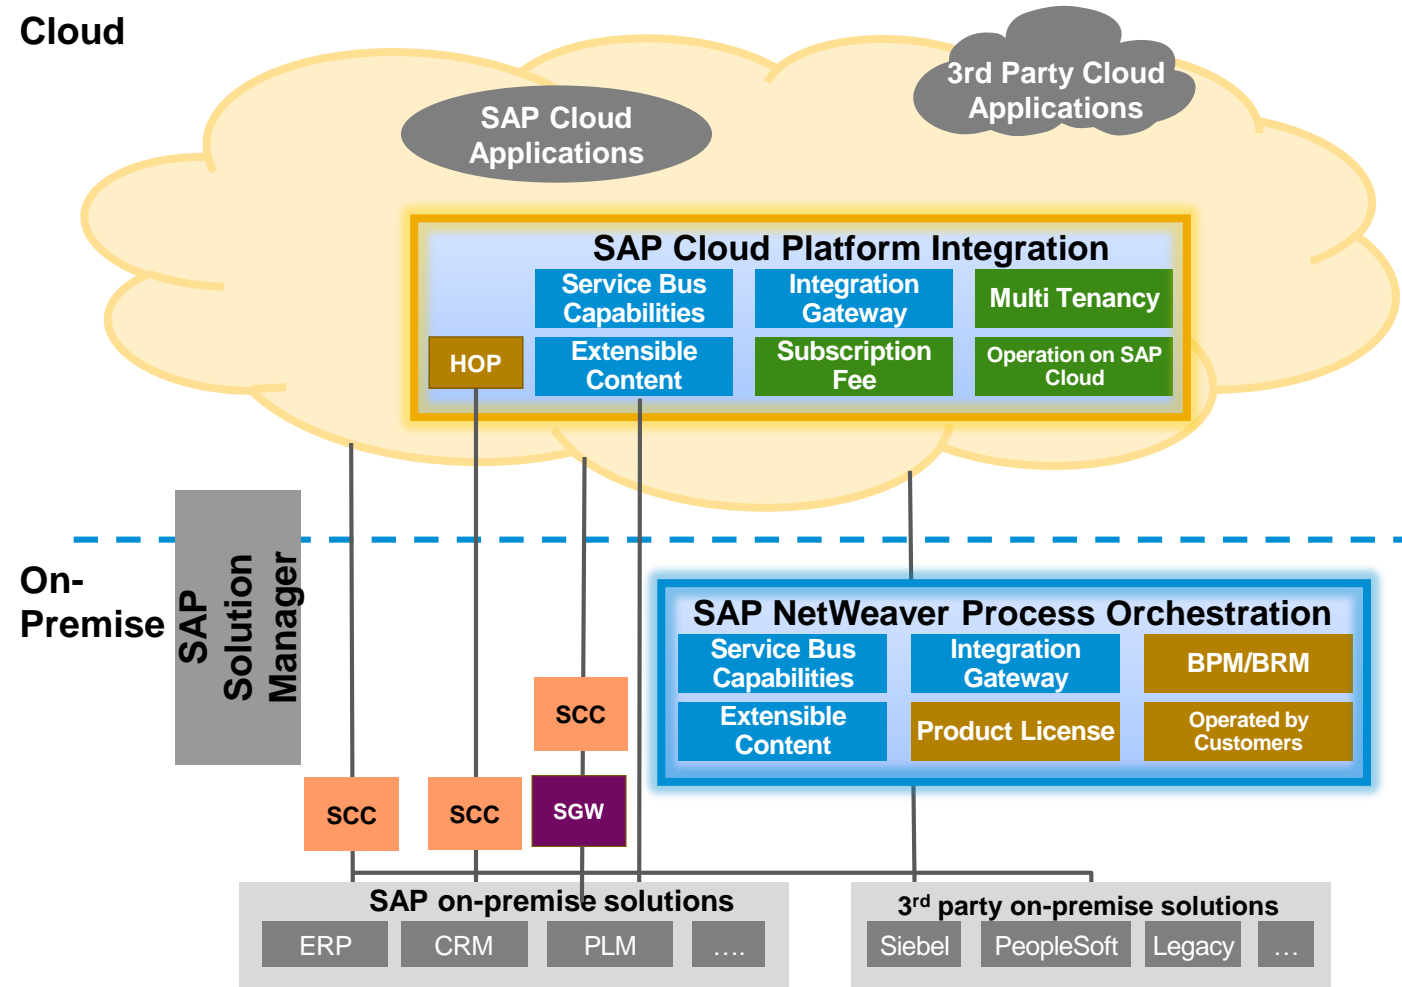 Cloud
3rd Party Cloud
Applications
SAP Cloud
Applications
SAP Cloud Platform Integration
Service Bus
Capabilities
Integration
Gateway
Multi Tenancy
HOP
Extensible
Content
Subscription
Fee
Operation on SAP
Cloud
On-
Premise
SAP
Solution
Manager
SAP NetWeaver Process Orchestration
Service Bus
Capabilities
Integration
Gateway
BPM/BRM
Extensible
Content
Product License
Operated by
Customers
SCC
SCC
SCC
SGW
SAP on-premise solutions
ERP
CRM
PLM
....
3rd party on-premise solutions
Siebel
PeopleSoft
Legacy
...